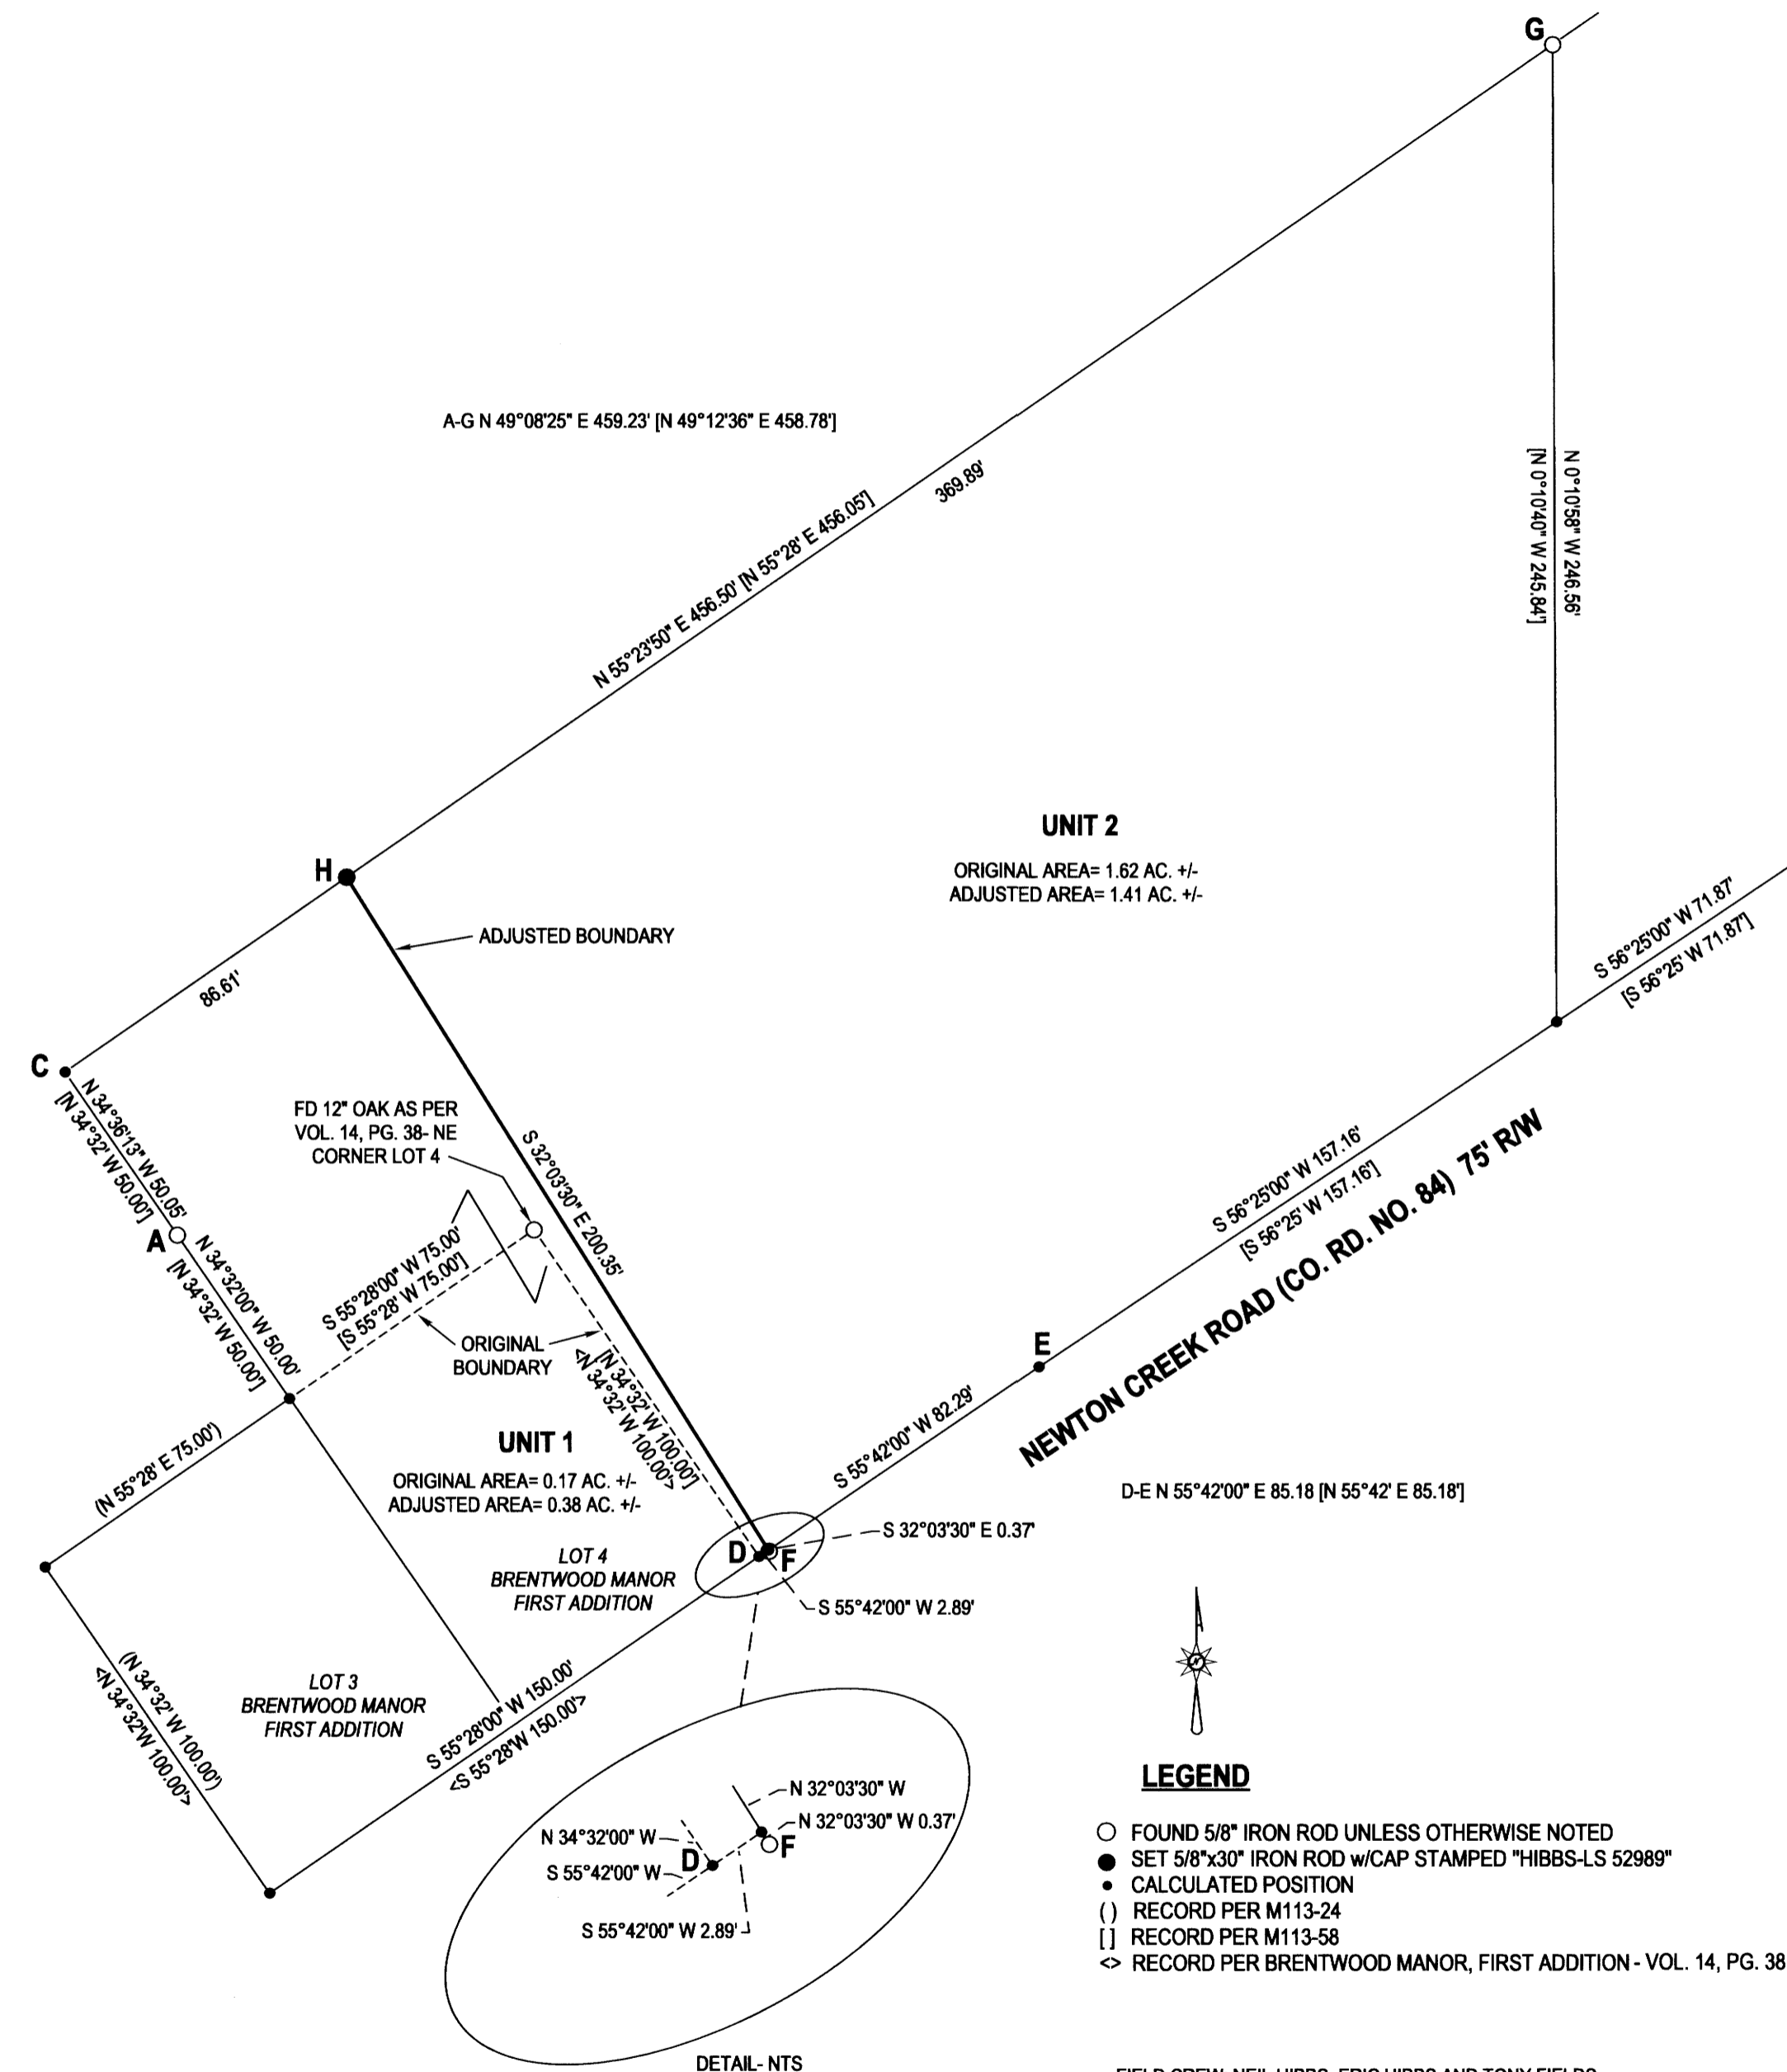 G
A-G N 49°08'25" E 459.23' [N 49°12'36" E 458.78']
369.89'
N 55°23'50" E 456.50' [N 55°28' E 456.05']
N 0°10'58" W 246.56'
[N 0°10'40" W 245.84']
UNIT 2
ORIGINAL AREA= 1.62 AC. +/-
ADJUSTED AREA= 1.41 AC. +/-
H
ADJUSTED BOUNDARY
86.61'
S 56°25'00" W 71.87'
[S 56°25' W 71.87']
C
N 34°36'13" W 50.05'
[N 34°32' W 50.00']
FD 12" OAK AS PER
VOL. 14, PG. 38- NE
CORNER LOT 4
S 32°03'30" E 200.35'
A
N 34°32'00" W 50.00'
[N 34°32' W 50.00']
S 55°28'00" W 75.00'
[S 55°28' W 75.00']
ORIGINAL
BOUNDARY
[N 34°32' W 100.00']
<N 34°32' W 100.00'>
S 56°25'00" W 157.16'
[S 56°25' W 157.16']
NEWTON CREEK ROAD (CO. RD. NO. 84) 75' R/W
E
S 55°42'00" W 82.29'
(N 55°28' E 75.00')
UNIT 1
ORIGINAL AREA= 0.17 AC. +/-
ADJUSTED AREA= 0.38 AC. +/-
D-E N 55°42'00" E 85.18 [N 55°42' E 85.18']
LOT 4
BRENTWOOD MANOR
FIRST ADDITION
D
F
S 32°03'30" E 0.37'
S 55°42'00" W 2.89'
LOT 3
BRENTWOOD MANOR
FIRST ADDITION
(N 34°32' W 100.00')
<N 34°32'W 100.00'>
S 55°28'00" W 150.00'
<S 55°28'W 150.00'>
N 32°03'30" W
N 32°03'30" W 0.37'
F
N 34°32'00" W
D
S 55°42'00" W
S 55°42'00" W 2.89'
DETAIL- NTS
LEGEND
FOUND 5/8" IRON ROD UNLESS OTHERWISE NOTED
SET 5/8"x30" IRON ROD w/CAP STAMPED "HIBBS-LS 52989"
CALCULATED POSITION
( ) RECORD PER M113-24
[ ] RECORD PER M113-58
<> RECORD PER BRENTWOOD MANOR, FIRST ADDITION - VOL. 14, PG. 38
FIELD CREW- NEIL HIBBS, ERIC HIBBS AND TONY FIELDS